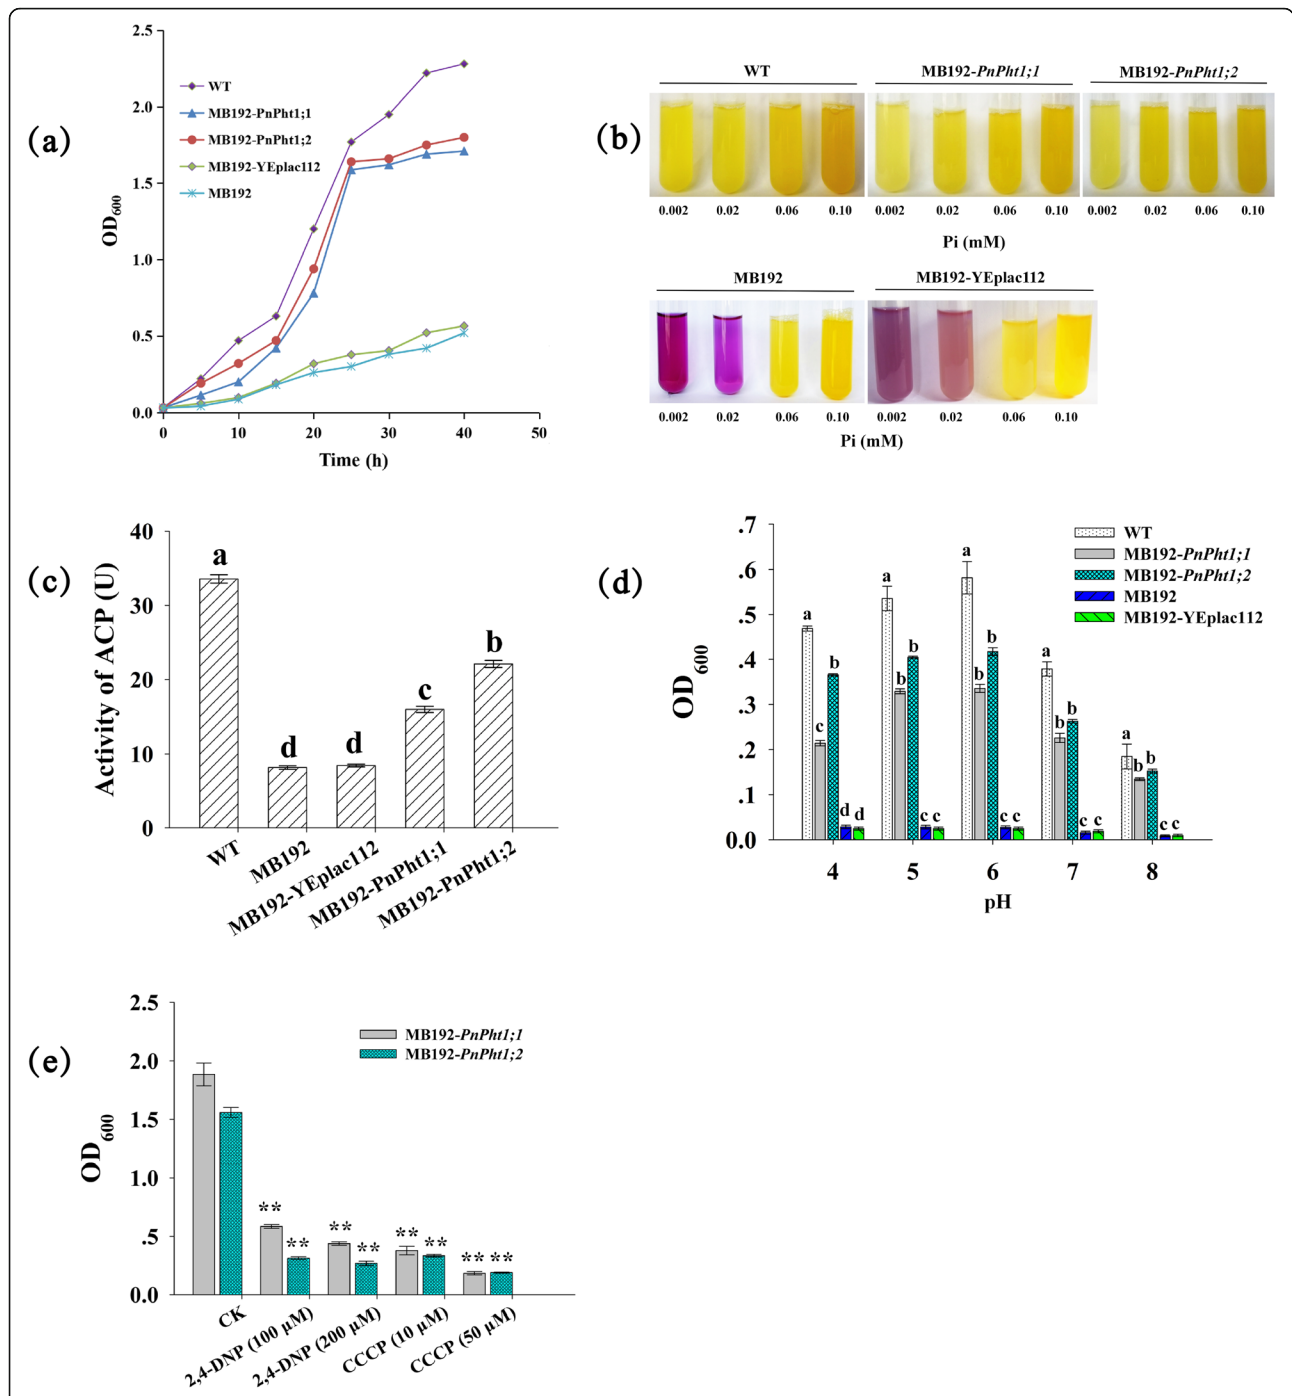 (a)
2.5
2.0
1.5
1.0
0.5
0.0
OD600
WT
MB192-PnPht1;1
MB192-PnPht1;2
MB192-YEplac112
MB192
0 10 20 30 40 50
Time (h)
(b)
WT MB192-PnPht1;1 MB192-PnPht1;2
0.002 0.02 0.06 0.10 0.002 0.02 0.06 0.10 0.002 0.02 0.06 0.10
Pi (mM)
MB192 MB192-YEplac112
0.002 0.02 0.06 0.10 0.002 0.02 0.06 0.10
Pi (mM)
(c)
Activity of ACP (U)
40
30
20
10
0
a d d c b
WT
MB192
MB192-YEplac112
MB192-PnPht1;1
MB192-PnPht1;2
(d)
OD600
.7
.6
.5
.4
.3
.2
.1
0.0
WT
MB192-PnPht1;1
MB192-PnPht1;2
MB192
MB192-YEplac112
a c b d d
a b b c c
a b b c c
a b b c c
a b b c c
4 5 6 7 8
pH
(e)
OD600
2.5
2.0
1.5
1.0
.5
0.0
MB192-PnPht1;1
MB192-PnPht1;2
** ** ** ** ** ** ** **
CK
2,4-DNP (100 μM)
2,4-DNP (200 μM)
CCCP (10 μM)
CCCP (50 μM)